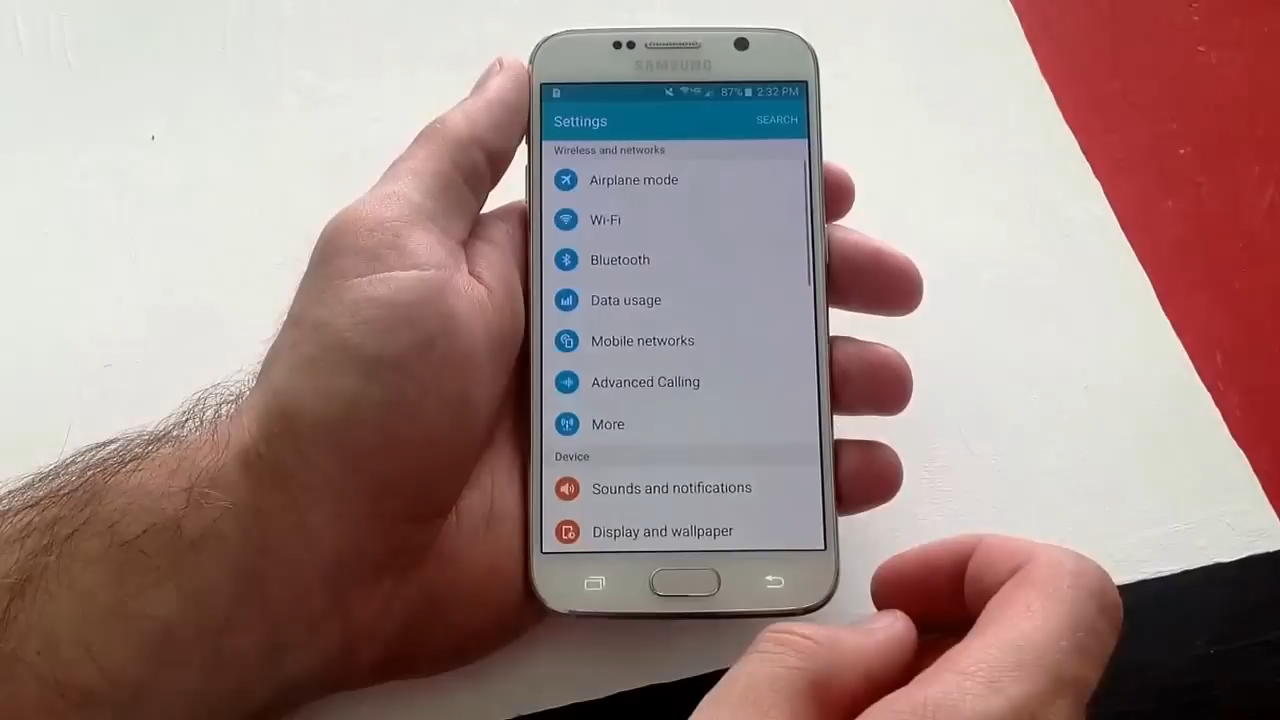 SAMSUNG
87% 2:32 PM
Settings SEARCH
Wireless and networks
Airplane mode
Wi-Fi
Bluetooth
Data usage
Mobile networks
Advanced Calling
More
Device
Sounds and notifications
Display and wallpaper